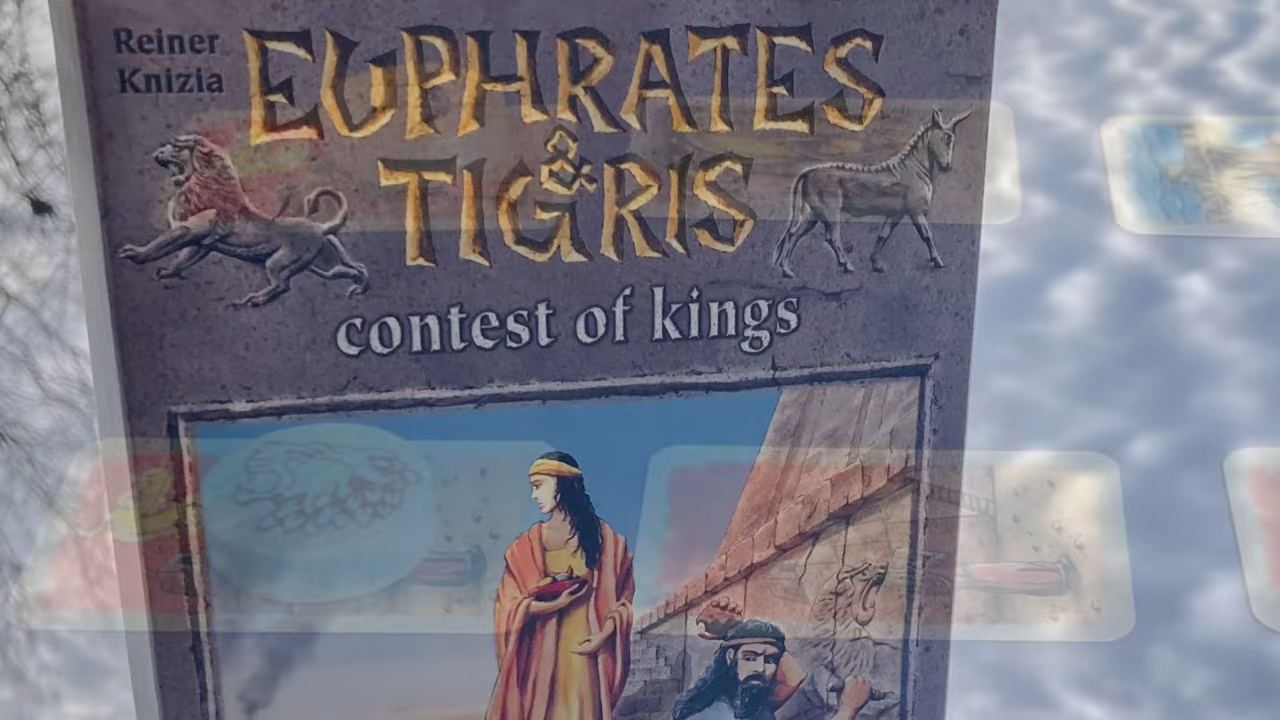 Reiner
Knizia
EUPHRATES
&
TIGRIS
contest of kings